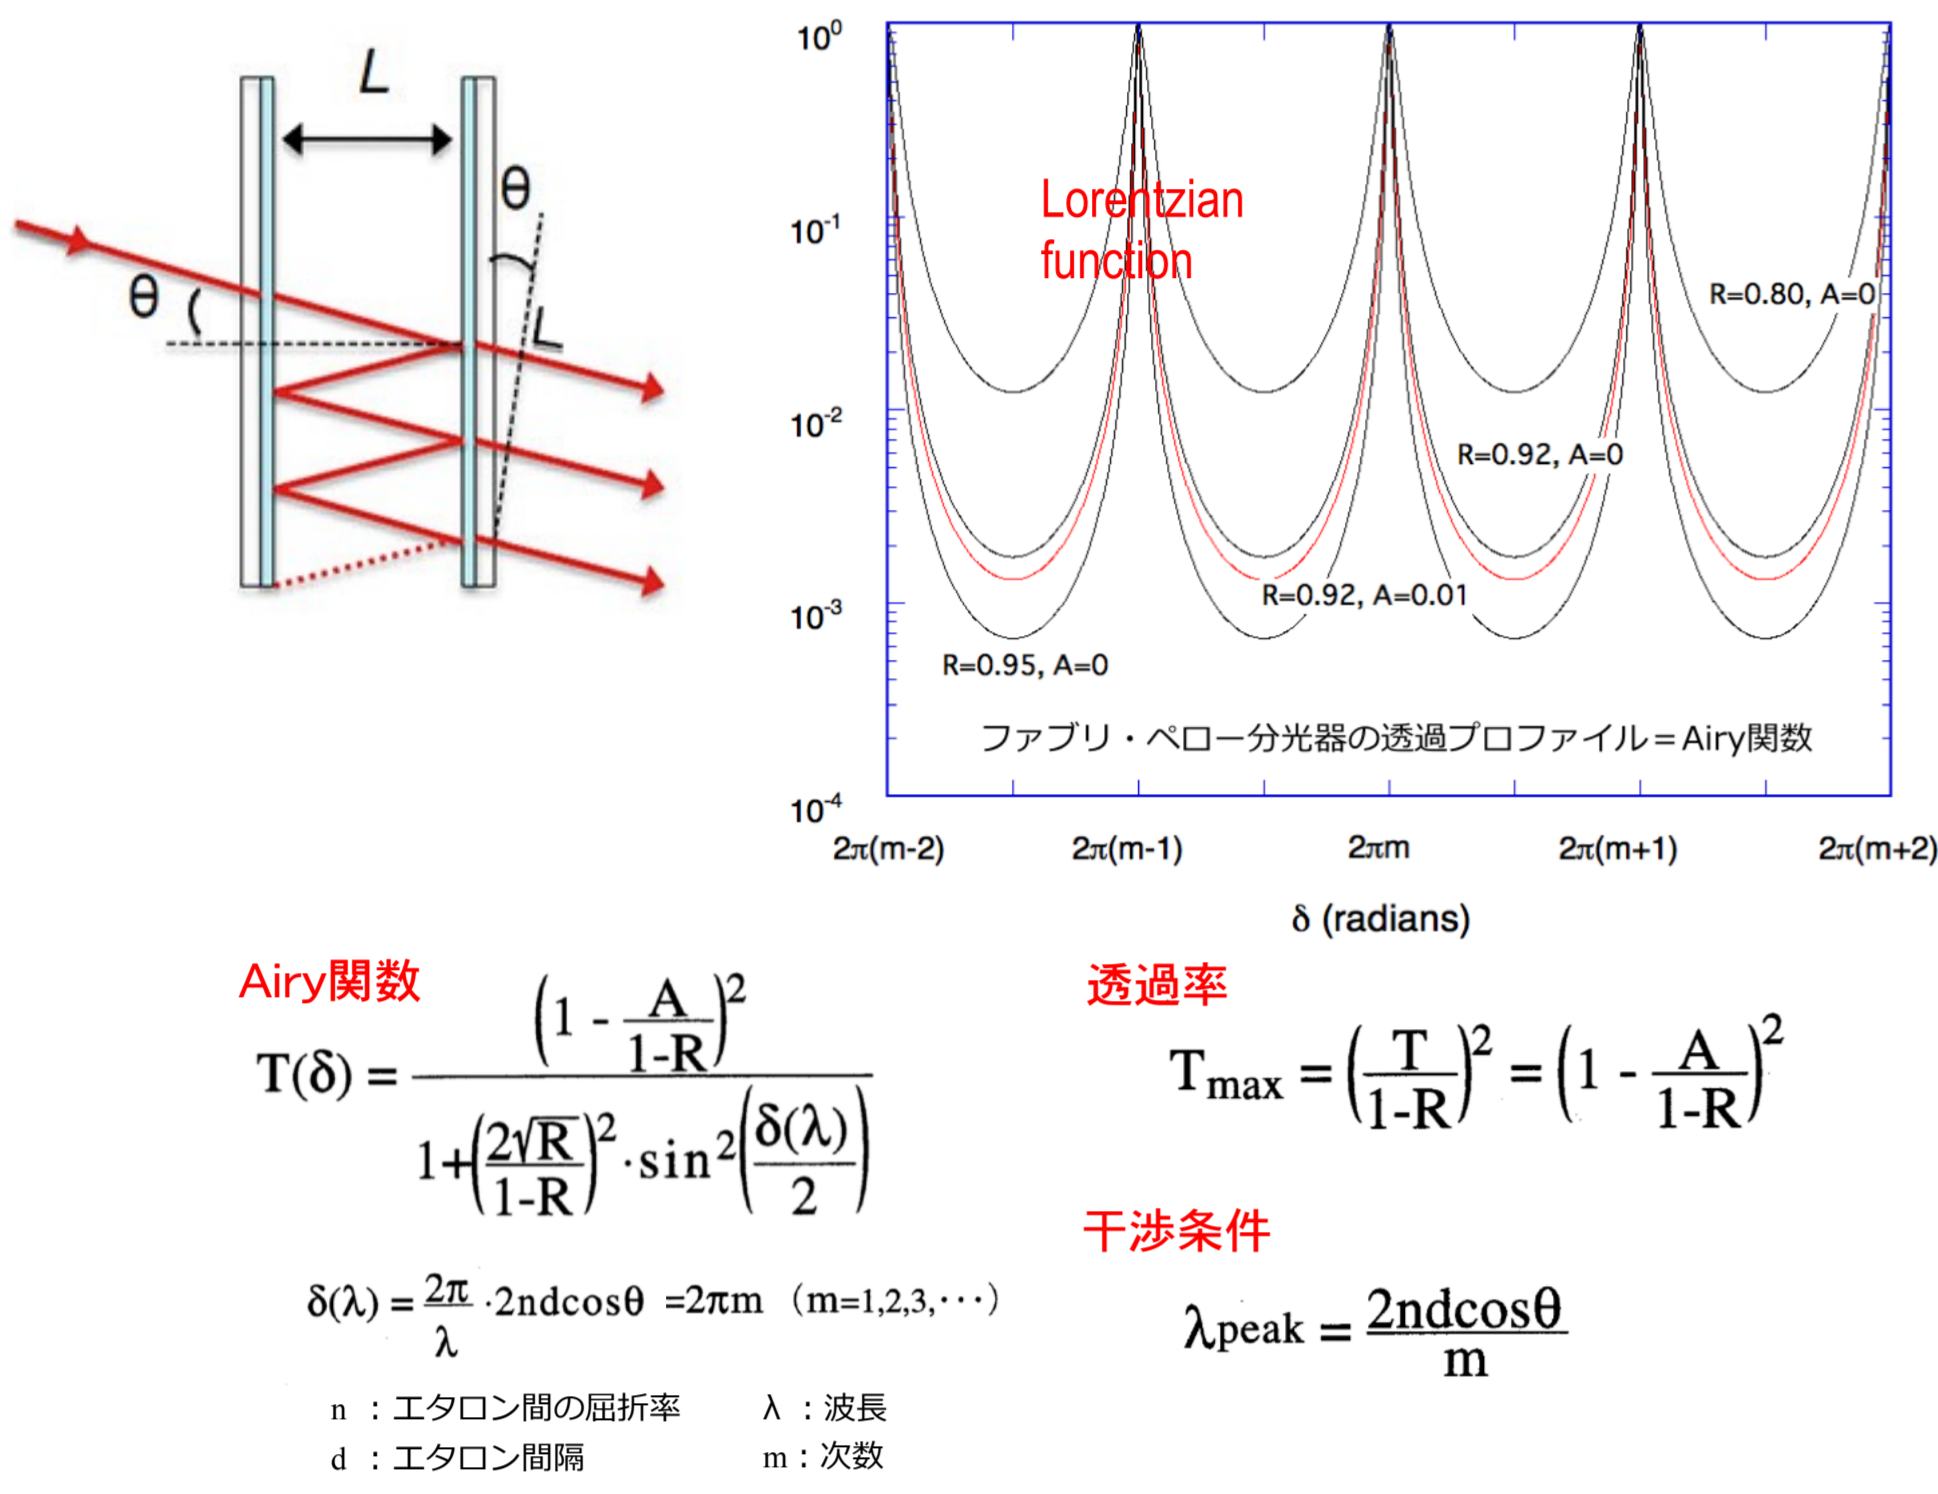 L
θ
θ
L
10⁰
10⁻¹
10⁻²
10⁻³
10⁻⁴
Lorentzian
function
R=0.80, A=0
R=0.92, A=0
R=0.92, A=0.01
R=0.95, A=0
ファブリ・ペロー分光器の透過プロファイル＝Airy関数
2π(m-2) 2π(m-1) 2πm 2π(m+1) 2π(m+2)
δ (radians)
Airy関数
T(δ) = (1 - A/(1-R))² / (1+(2√R/(1-R))²·sin²(δ(λ)/2))
δ(λ) = 2π/λ ·2ndcosθ =2πm （m=1,2,3,･･･）
n ：エタロン間の屈折率 λ ：波長
d ：エタロン間隔 m：次数
透過率
Tmax = (T/(1-R))² = (1 - A/(1-R))²
干渉条件
λpeak = 2ndcosθ/m